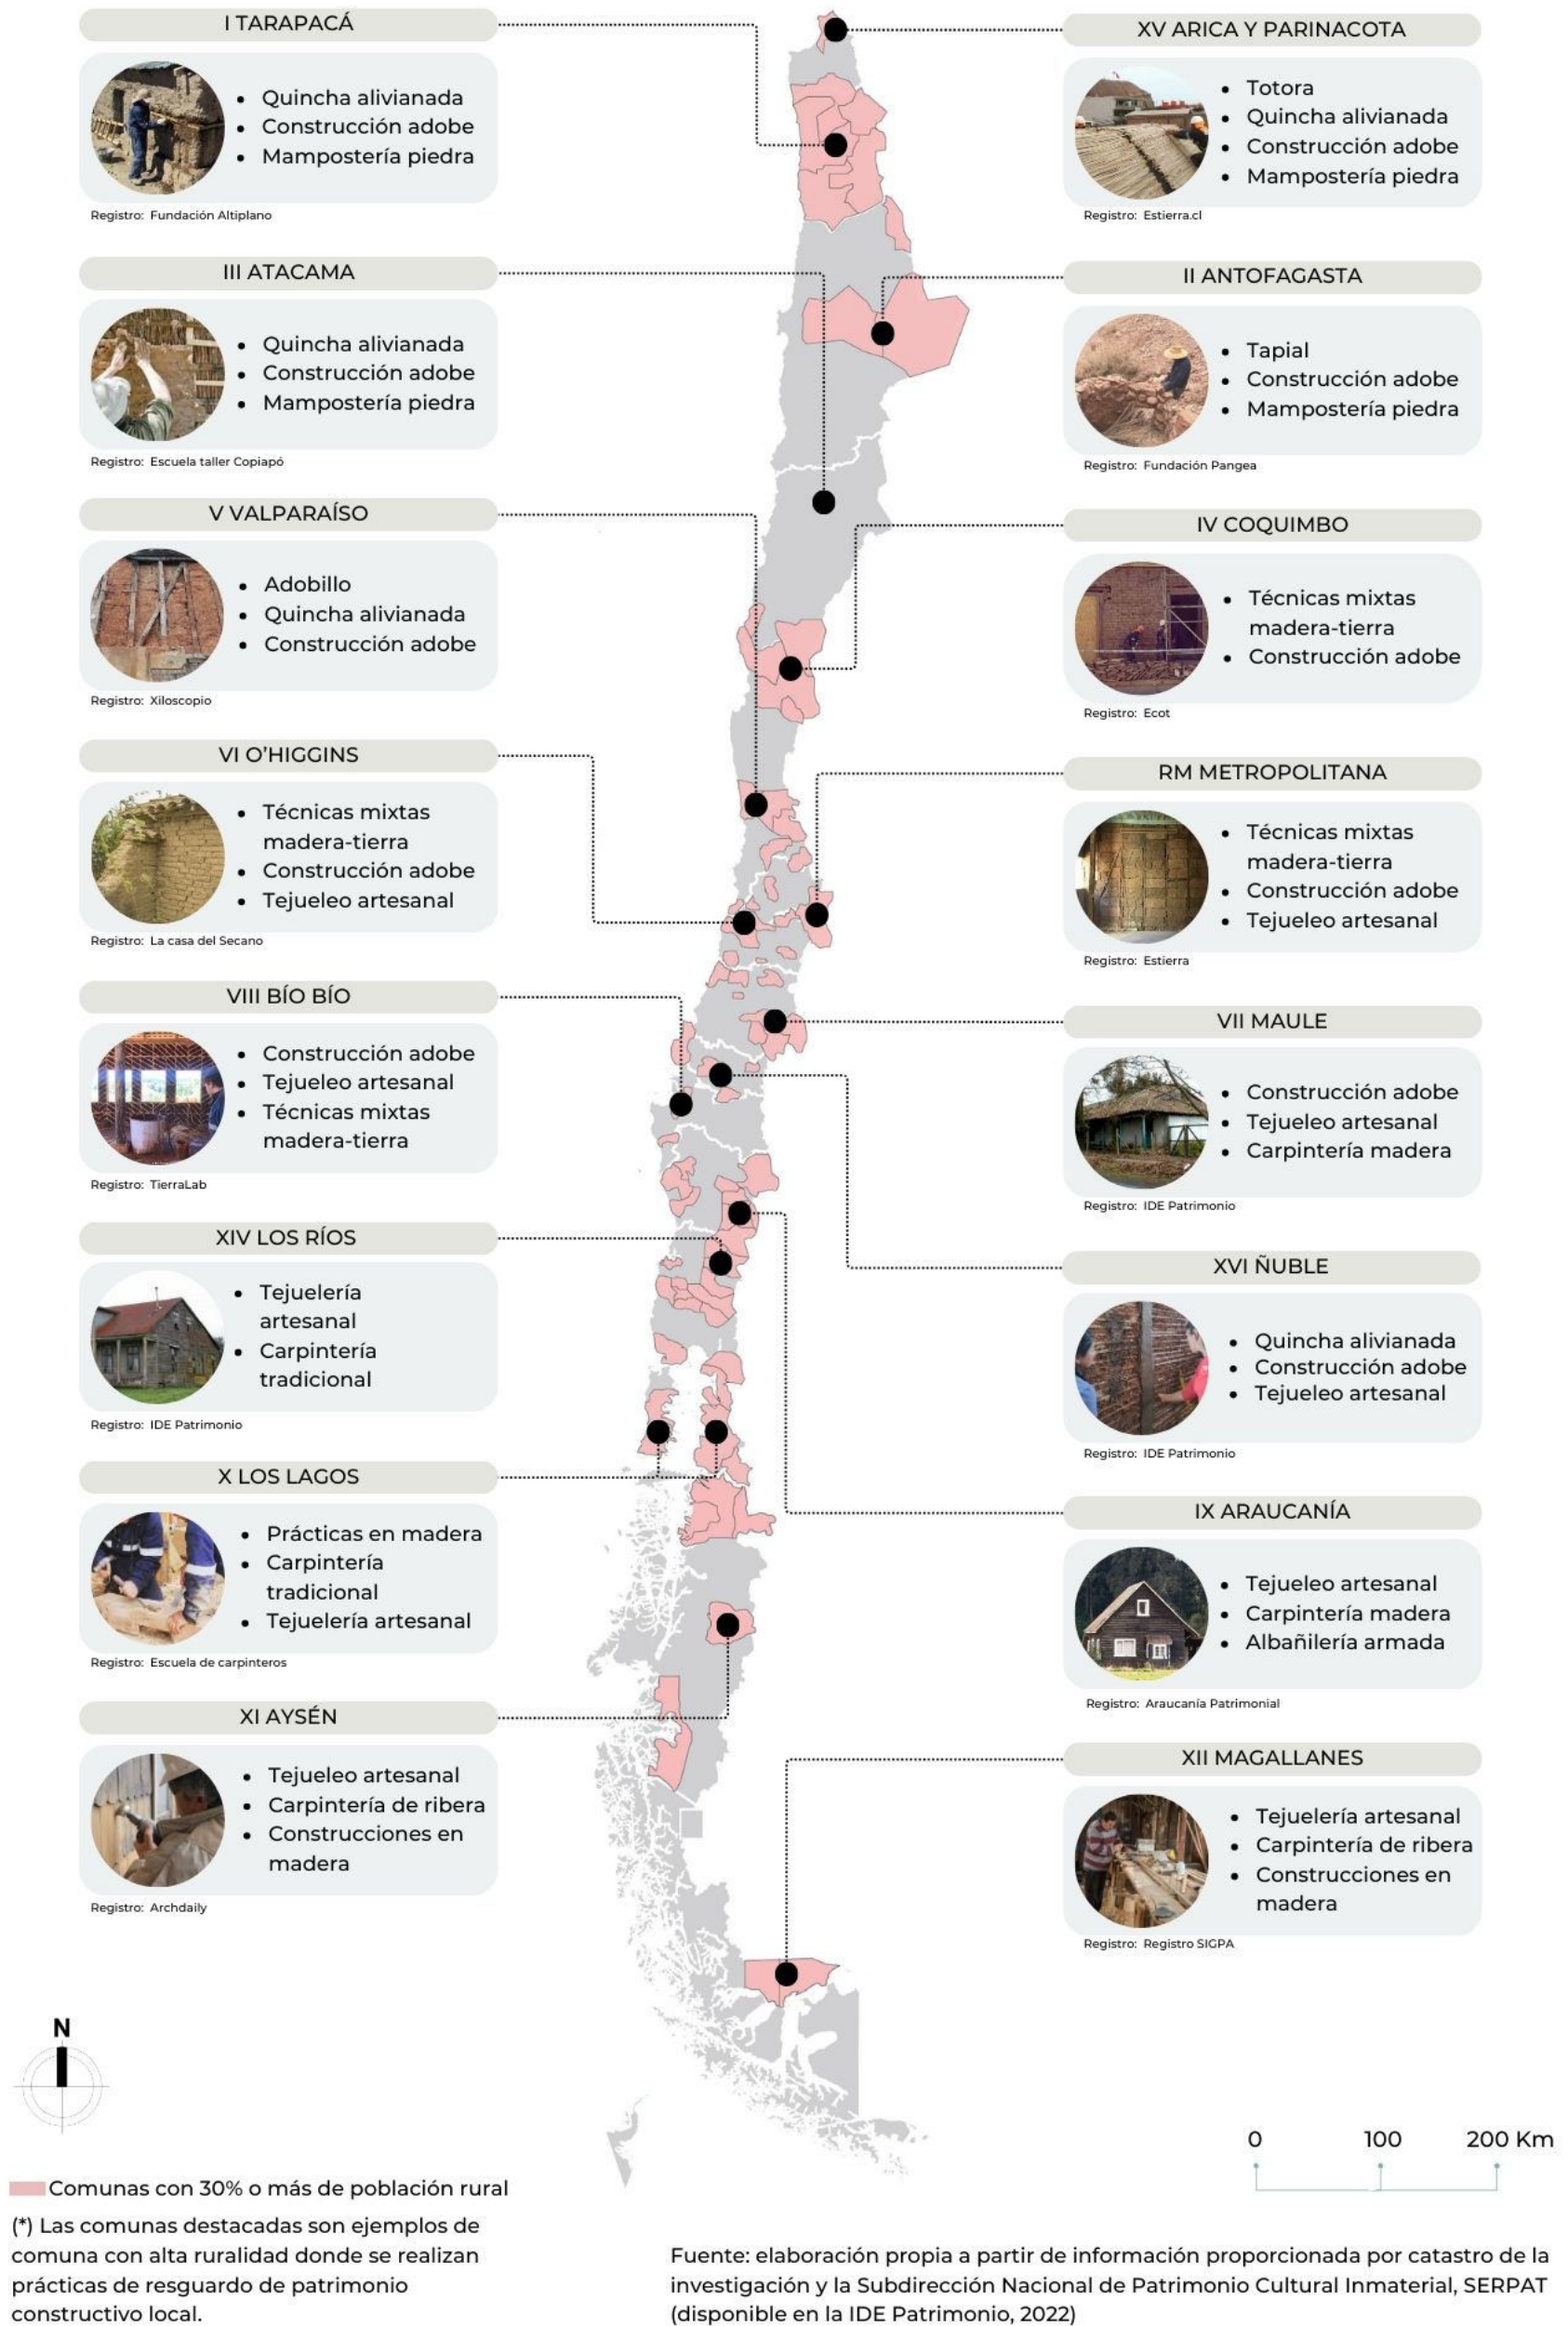 I TARAPACÁ
• Quincha alivianada
• Construcción adobe
• Mampostería piedra
Registro: Fundación Altiplano
XV ARICA Y PARINACOTA
• Totora
• Quincha alivianada
• Construcción adobe
• Mampostería piedra
Registro: Estierra.cl
III ATACAMA
• Quincha alivianada
• Construcción adobe
• Mampostería piedra
Registro: Escuela taller Copiapó
II ANTOFAGASTA
• Tapial
• Construcción adobe
• Mampostería piedra
Registro: Fundación Pangea
V VALPARAÍSO
• Adobillo
• Quincha alivianada
• Construcción adobe
Registro: Xiloscopio
IV COQUIMBO
• Técnicas mixtas
madera-tierra
• Construcción adobe
Registro: Ecot
VI O’HIGGINS
• Técnicas mixtas
madera-tierra
• Construcción adobe
• Tejueleo artesanal
Registro: La casa del Secano
RM METROPOLITANA
• Técnicas mixtas
madera-tierra
• Construcción adobe
• Tejueleo artesanal
Registro: Estierra
VIII BÍO BÍO
• Construcción adobe
• Tejueleo artesanal
• Técnicas mixtas
madera-tierra
Registro: TierraLab
VII MAULE
• Construcción adobe
• Tejueleo artesanal
• Carpintería madera
Registro: IDE Patrimonio
XIV LOS RÍOS
• Tejuelería
artesanal
• Carpintería
tradicional
Registro: IDE Patrimonio
XVI ÑUBLE
• Quincha alivianada
• Construcción adobe
• Tejueleo artesanal
Registro: IDE Patrimonio
X LOS LAGOS
• Prácticas en madera
• Carpintería
tradicional
• Tejuelería artesanal
Registro: Escuela de carpinteros
IX ARAUCANÍA
• Tejueleo artesanal
• Carpintería madera
• Albañilería armada
Registro: Araucanía Patrimonial
XI AYSÉN
• Tejueleo artesanal
• Carpintería de ribera
• Construcciones en
madera
Registro: Archdaily
XII MAGALLANES
• Tejuelería artesanal
• Carpintería de ribera
• Construcciones en
madera
Registro: Registro SIGPA
N
0 100 200 Km
Comunas con 30% o más de población rural
(*) Las comunas destacadas son ejemplos de
comuna con alta ruralidad donde se realizan
prácticas de resguardo de patrimonio
constructivo local.
Fuente: elaboración propia a partir de información proporcionada por catastro de la
investigación y la Subdirección Nacional de Patrimonio Cultural Inmaterial, SERPAT
(disponible en la IDE Patrimonio, 2022)